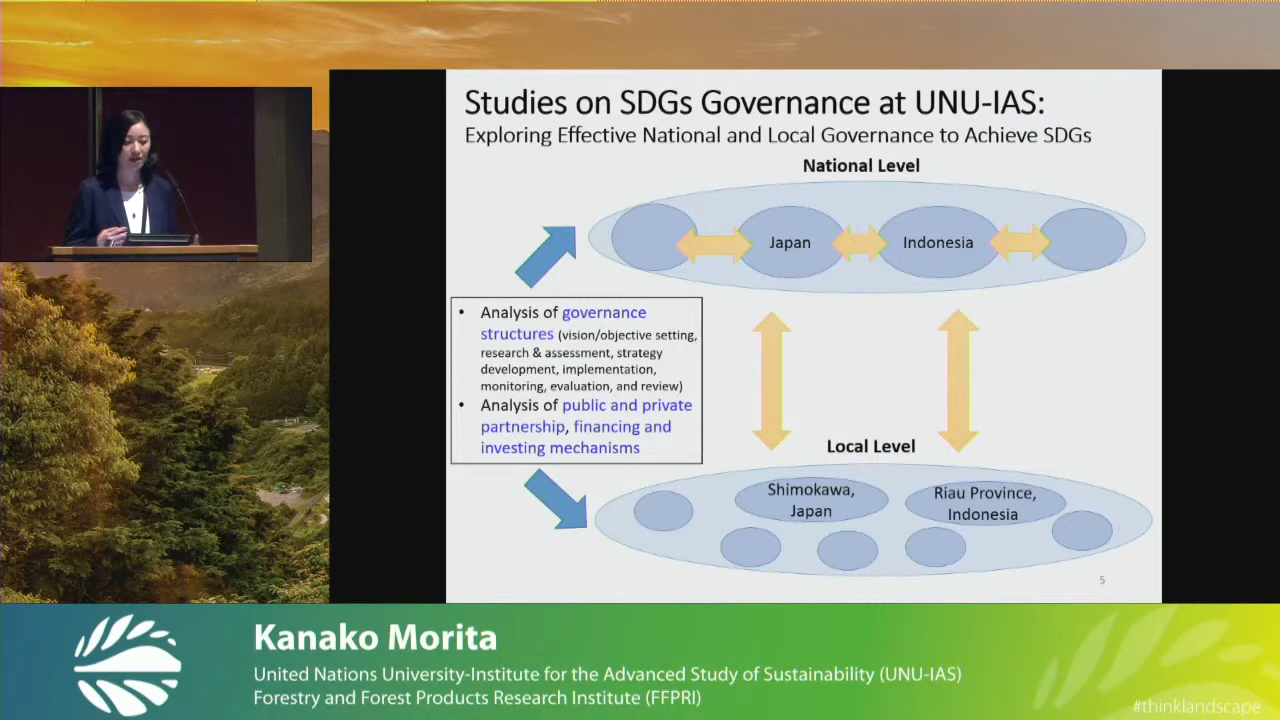 Studies on SDGs Governance at UNU-IAS:
Exploring Effective National and Local Governance to Achieve SDGs
National Level
Japan
Indonesia
• Analysis of governance
structures (vision/objective setting,
research & assessment, strategy
development, implementation,
monitoring, evaluation, and review)
• Analysis of public and private
partnership, financing and
investing mechanisms
Local Level
Shimokawa,
Japan
Riau Province,
Indonesia
5
Kanako Morita
United Nations University-Institute for the Advanced Study of Sustainability (UNU-IAS)
Forestry and Forest Products Research Institute (FFPRI)
#thinklandscape